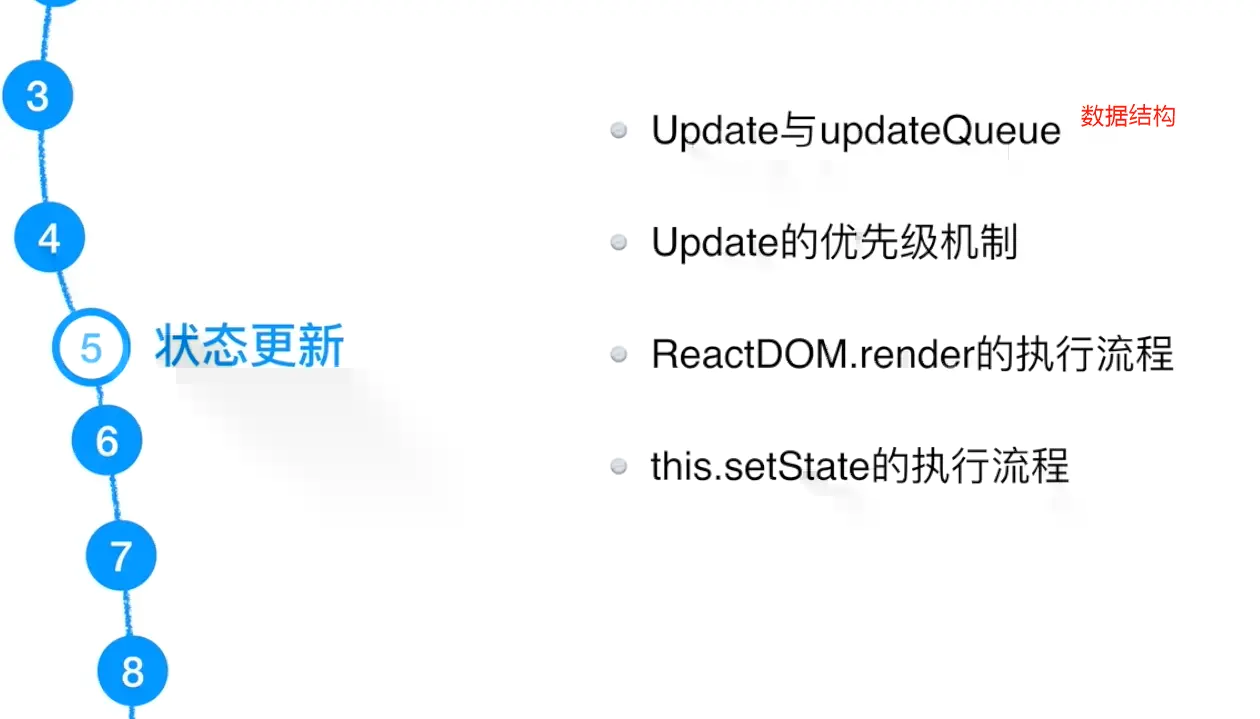 3
4
5 状态更新
6
7
8
Update与updateQueue 数据结构
Update的优先级机制
ReactDOM.render的执行流程
this.setState的执行流程